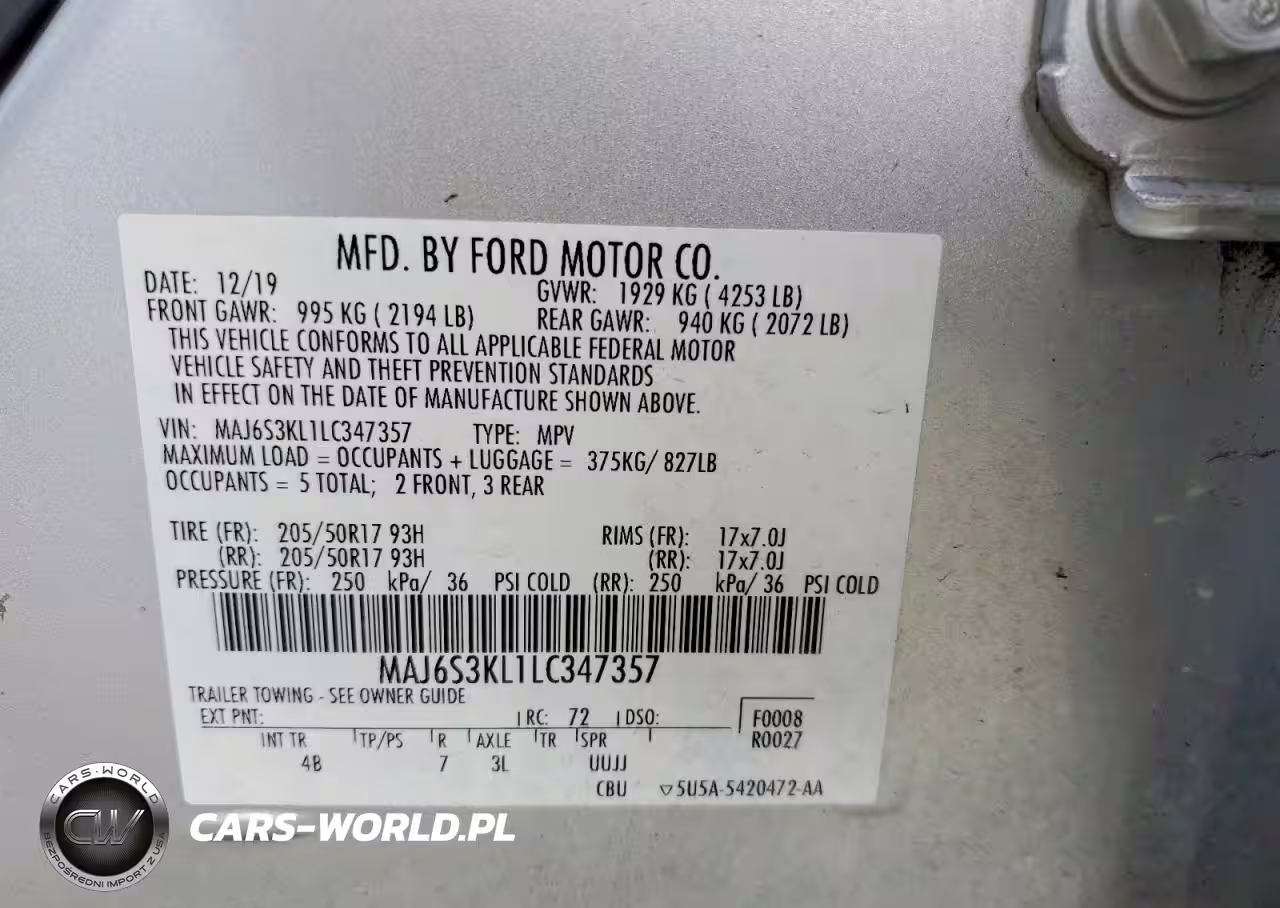 MFD. BY FORD MOTOR CO.
DATE: 12/19 GVWR: 1929 KG ( 4253 LB)
FRONT GAWR: 995 KG ( 2194 LB) REAR GAWR: 940 KG ( 2072 LB)
THIS VEHICLE CONFORMS TO ALL APPLICABLE FEDERAL MOTOR
VEHICLE SAFETY AND THEFT PREVENTION STANDARDS
IN EFFECT ON THE DATE OF MANUFACTURE SHOWN ABOVE.
VIN: MAJ6S3KL1LC347357 TYPE: MPV
MAXIMUM LOAD = OCCUPANTS + LUGGAGE = 375KG/ 827LB
OCCUPANTS = 5 TOTAL; 2 FRONT, 3 REAR
TIRE (FR): 205/50R17 93H RIMS (FR): 17x7.0J
(RR): 205/50R17 93H (RR): 17x7.0J
PRESSURE (FR): 250 kPa/ 36 PSI COLD (RR): 250 kPa/ 36 PSI COLD
MAJ6S3KL1LC347357
TRAILER TOWING - SEE OWNER GUIDE
EXT PNT: RC: 72 DSO: F0008
INT TR TP/PS R AXLE TR SPR R0027
4B 7 3L UUJJ
CBU ▽5U5A-5420472-AA
CARS-WORLD
CW
BEZPOŚREDNI IMPORT Z USA
CARS-WORLD.PL